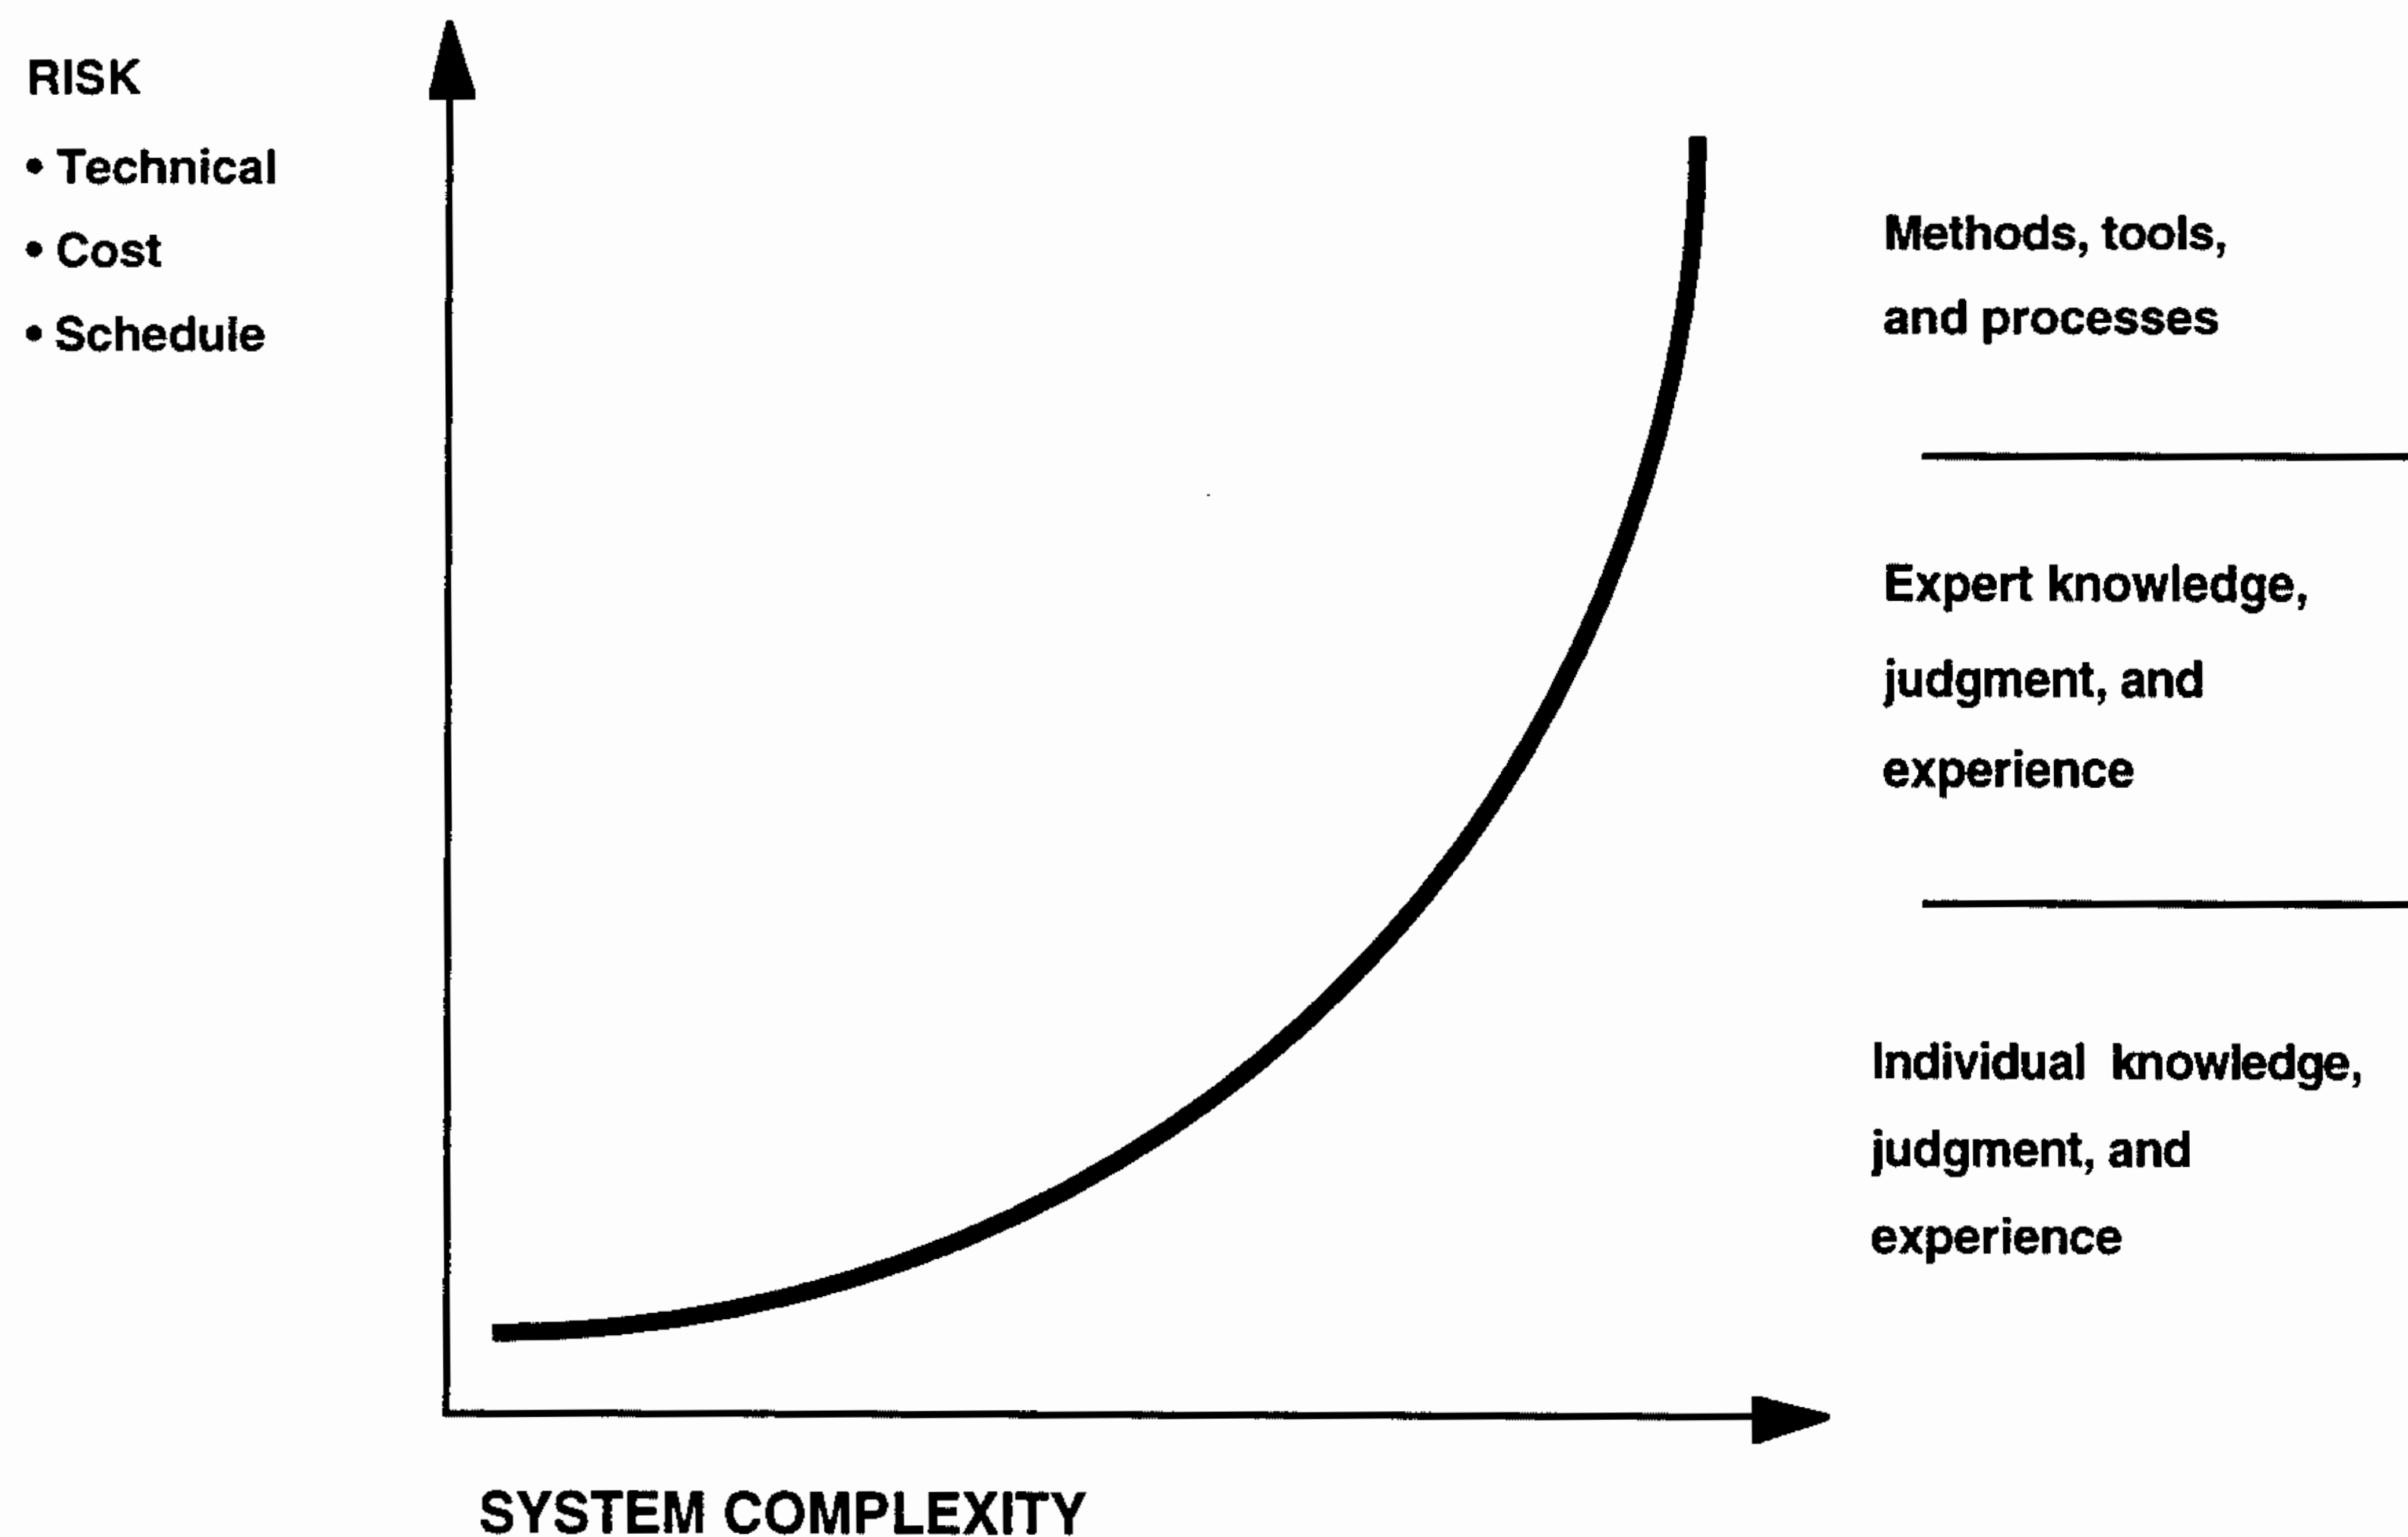 RISK
• Technical
• Cost
• Schedule
Methods, tools,
and processes
Expert knowledge,
judgment, and
experience
Individual knowledge,
judgment, and
experience
SYSTEM COMPLEXITY